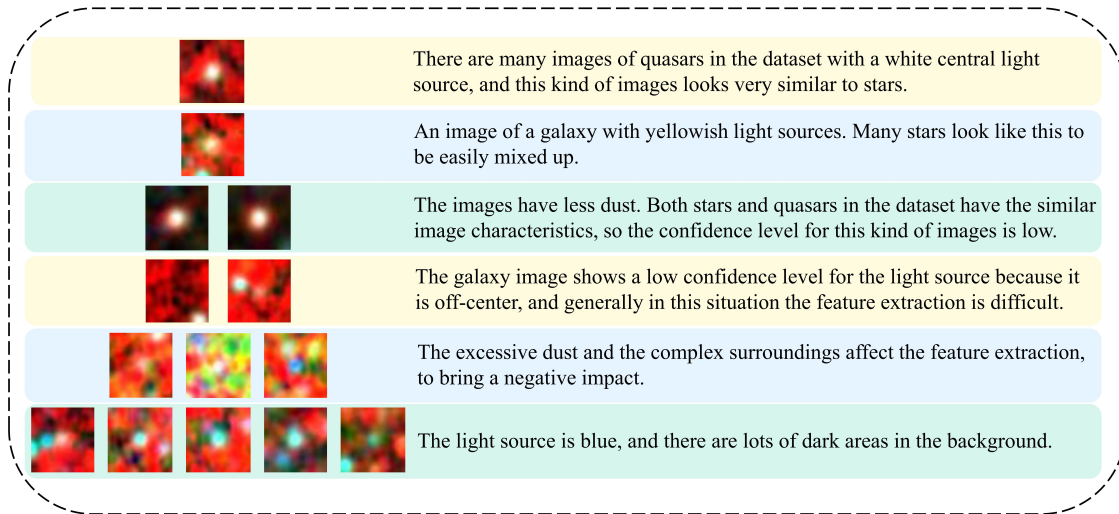 There are many images of quasars in the dataset with a white central light
source, and this kind of images looks very similar to stars.
An image of a galaxy with yellowish light sources. Many stars look like this to
be easily mixed up.
The images have less dust. Both stars and quasars in the dataset have the similar
image characteristics, so the confidence level for this kind of images is low.
The galaxy image shows a low confidence level for the light source because it
is off-center, and generally in this situation the feature extraction is difficult.
The excessive dust and the complex surroundings affect the feature extraction,
to bring a negative impact.
The light source is blue, and there are lots of dark areas in the background.